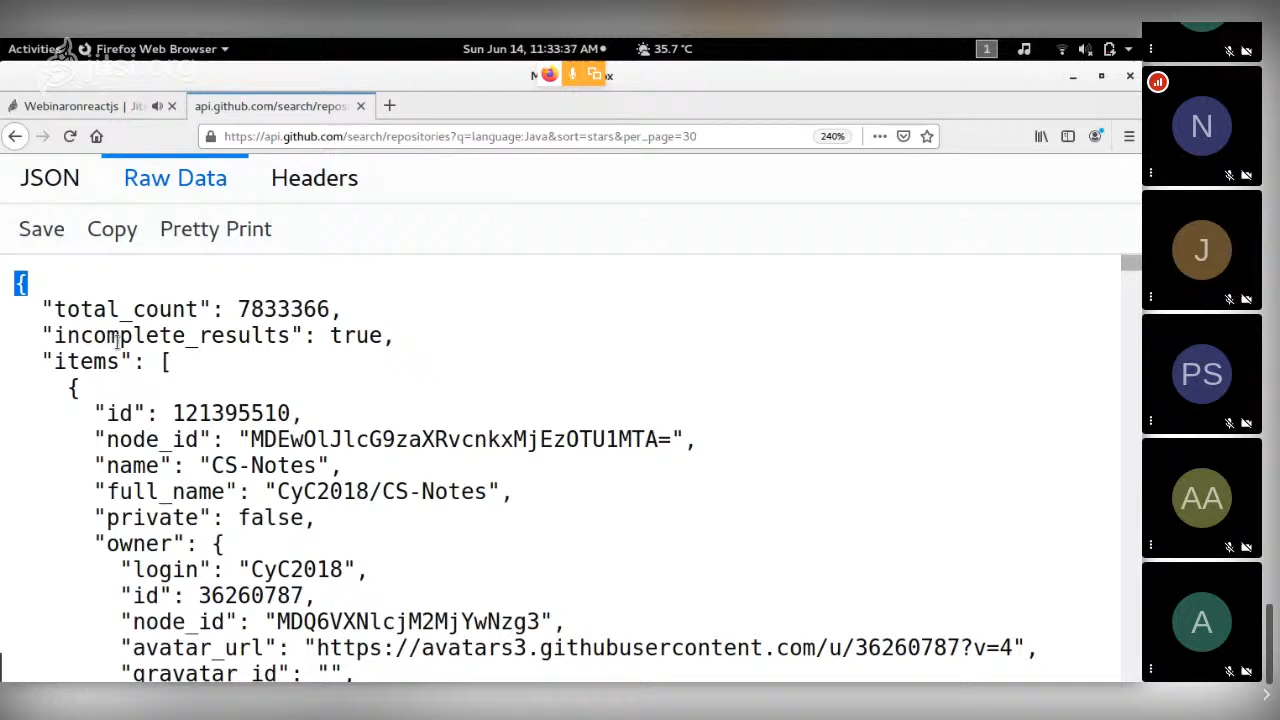 Activities Firefox Web Browser Sun Jun 14, 11:33:37 AM 35.7 °C 1
jitsi.org
Webinaronreactjs | Jit
api.github.com/search/repos
https://api.github.com/search/repositories?q=language:Java&sort=stars&per_page=30 240%
JSON Raw Data Headers
Save Copy Pretty Print
{
"total_count": 7833366,
"incomplete_results": true,
"items": [
{
"id": 121395510,
"node_id": "MDEwOlJlcG9zaXRvcnkxMjEzOTU1MTA=",
"name": "CS-Notes",
"full_name": "CyC2018/CS-Notes",
"private": false,
"owner": {
"login": "CyC2018",
"id": 36260787,
"node_id": "MDQ6VXNlcjM2MjYwNzg3",
"avatar_url": "https://avatars3.githubusercontent.com/u/36260787?v=4",
"gravatar_id": "",
N
J
PS
AA
A